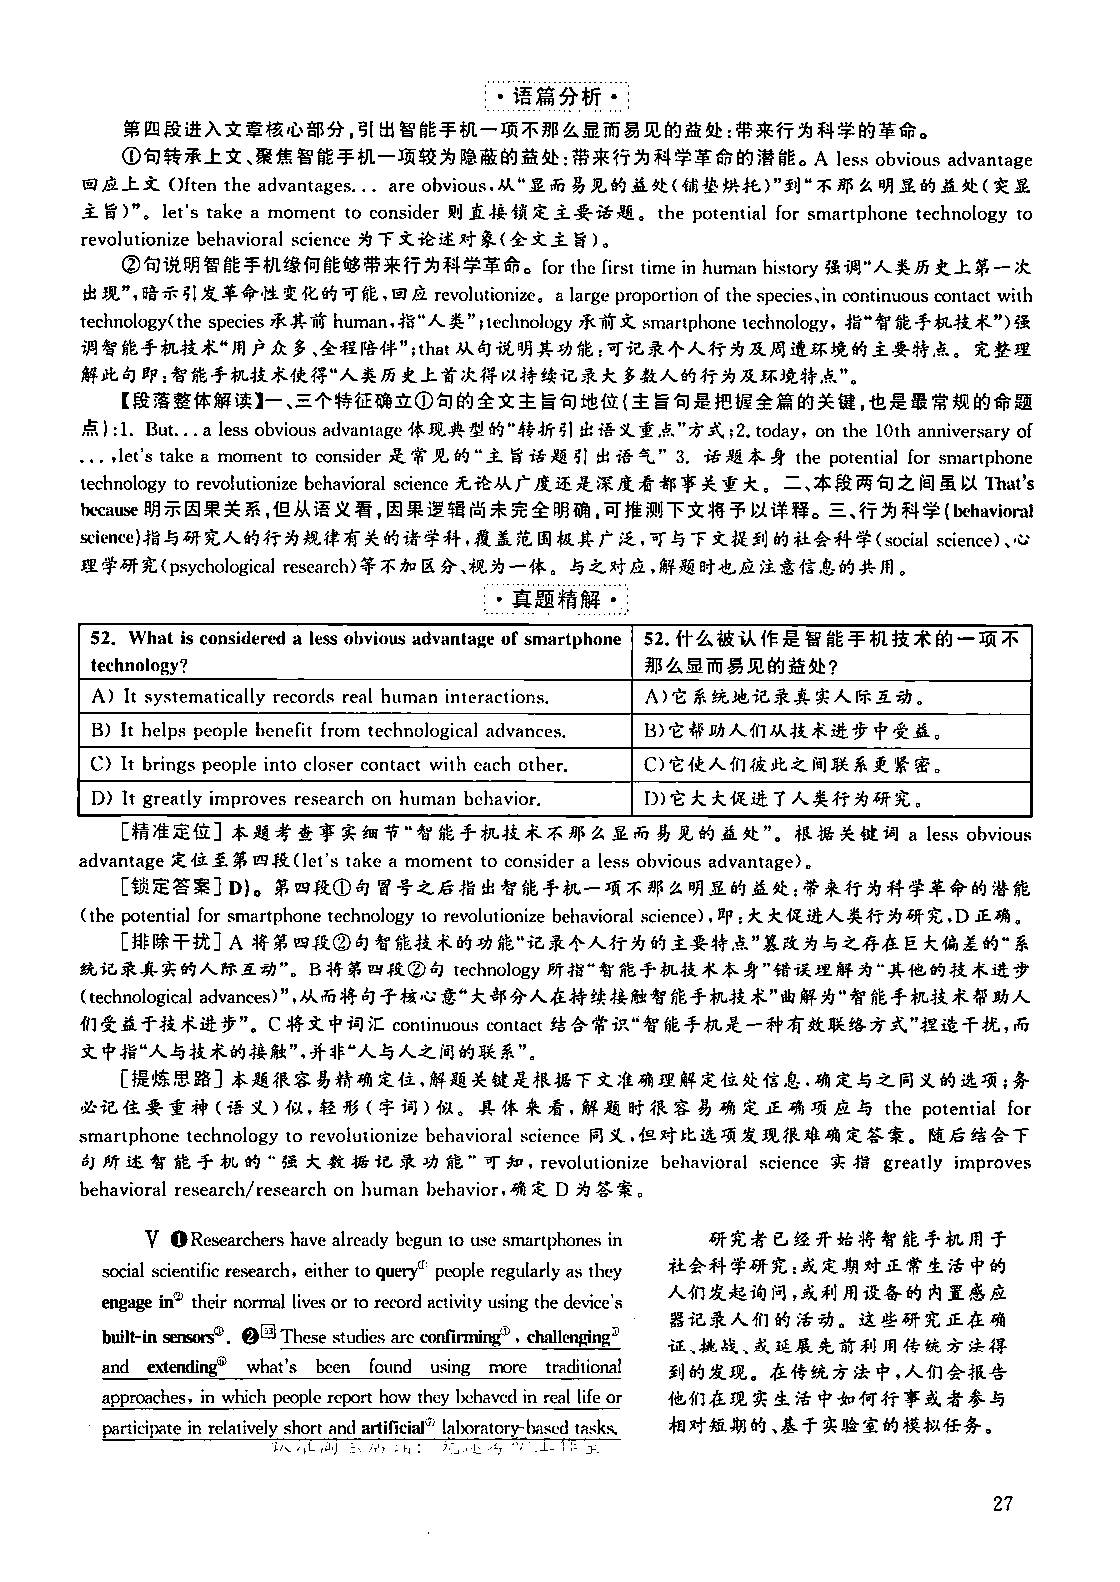 ·语篇分析·
第四段进入文章核心部分,引出智能手机一项不那么显而易见的益处:带来行为科学的革命。
①句转承上文、聚焦智能手机一项较为隐蔽的益处:带来行为科学革命的潜能。A less obvious advantage
回应上文 Often the advantages... are obvious,从“显而易见的益处(铺垫烘托)”到“不那么明显的益处(突显
主旨)”。let's take a moment to consider 则直接锁定主要话题。the potential for smartphone technology to
revolutionize behavioral science 为下文论述对象(全文主旨)。
②句说明智能手机缘何能够带来行为科学革命。for the first time in human history 强调“人类历史上第一次
出现”,暗示引发革命性变化的可能,回应 revolutionize。a large proportion of the species、in continuous contact with
technology(the species 承其前 human,指“人类”;technology 承前文 smartphone technology, 指“智能手机技术”)强
调智能手机技术“用户众多、全程陪伴”;that 从句说明其功能:可记录个人行为及周遭环境的主要特点。完整理
解此句即:智能手机技术使得“人类历史上首次得以持续记录大多数人的行为及环境特点”。
【段落整体解读】一、三个特征确立①句的全文主旨句地位(主旨句是把握全篇的关键,也是最常规的命题
点):1. But...a less obvious advantage 体现典型的“转折引出语义重点”方式;2. today, on the 10th anniversary of
...,let's take a moment to consider 是常见的“主旨话题引出语气” 3. 话题本身 the potential for smartphone
technology to revolutionize behavioral science 无论从广度还是深度看都事关重大。二、本段两句之间虽以 That's
because 明示因果关系,但从语义看,因果逻辑尚未完全明确,可推测下文将予以详释。三、行为科学(behavioral
science)指与研究人的行为规律有关的诸学科,覆盖范围极其广泛,可与下文提到的社会科学(social science)、心
理学研究(psychological research)等不加区分、视为一体。与之对应,解题时也应注意信息的共用。
·真题精解·
52. What is considered a less obvious advantage of smartphone
technology?
52.什么被认作是智能手机技术的一项不
那么显而易见的益处?
A) It systematically records real human interactions.
A)它系统地记录真实人际互动。
B) It helps people benefit from technological advances.
B)它帮助人们从技术进步中受益。
C) It brings people into closer contact with each other.
C)它使人们彼此之间联系更紧密。
D) It greatly improves research on human behavior.
D)它大大促进了人类行为研究。
[精准定位] 本题考查事实细节“智能手机技术不那么显而易见的益处”。根据关键词 a less obvious
advantage 定位至第四段(let's take a moment to consider a less obvious advantage)。
[锁定答案] D)。第四段①句冒号之后指出智能手机一项不那么明显的益处:带来行为科学革命的潜能
(the potential for smartphone technology to revolutionize behavioral science),即:大大促进人类行为研究,D 正确。
[排除干扰] A 将第四段②句智能技术的功能“记录个人行为的主要特点”篡改为与之存在巨大偏差的“系
统记录真实的人际互动”。B 将第四段②句 technology 所指“智能手机技术本身”错误理解为“其他的技术进步
(technological advances)”,从而将句子核心意“大部分人在持续接触智能手机技术”曲解为“智能手机技术帮助人
们受益于技术进步”。C 将文中词汇 continuous contact 结合常识“智能手机是一种有效联络方式”捏造干扰,而
文中指“人与技术的接触”,并非“人与人之间的联系”。
[提炼思路] 本题很容易精确定位,解题关键是根据下文准确理解定位处信息,确定与之同义的选项;务
必记住要重神(语义)似,轻形(字词)似。具体来看,解题时很容易确定正确项应与 the potential for
smartphone technology to revolutionize behavioral science 同义,但对比选项发现很难确定答案。随后结合下
句所述智能手机的“强大数据记录功能”可知, revolutionize behavioral science 实指 greatly improves
behavioral research/research on human behavior,确定 D 为答案。
V ❶Researchers have already begun to use smartphones in
social scientific research, either to query① people regularly as they
engage in② their normal lives or to record activity using the device's
built-in sensors③. ❷[53]These studies are confirming④, challenging⑤
and extending⑥ what's been found using more traditional
approaches, in which people report how they behaved in real life or
participate in relatively short and artificial⑦ laboratory-based tasks.
研究者已经开始将智能手机用于
社会科学研究:或定期对正常生活中的
人们发起询问,或利用设备的内置感应
器记录人们的活动。这些研究正在确
证、挑战、或延展先前利用传统方法得
到的发现。在传统方法中,人们会报告
他们在现实生活中如何行事或者参与
相对短期的、基于实验室的模拟任务。
27